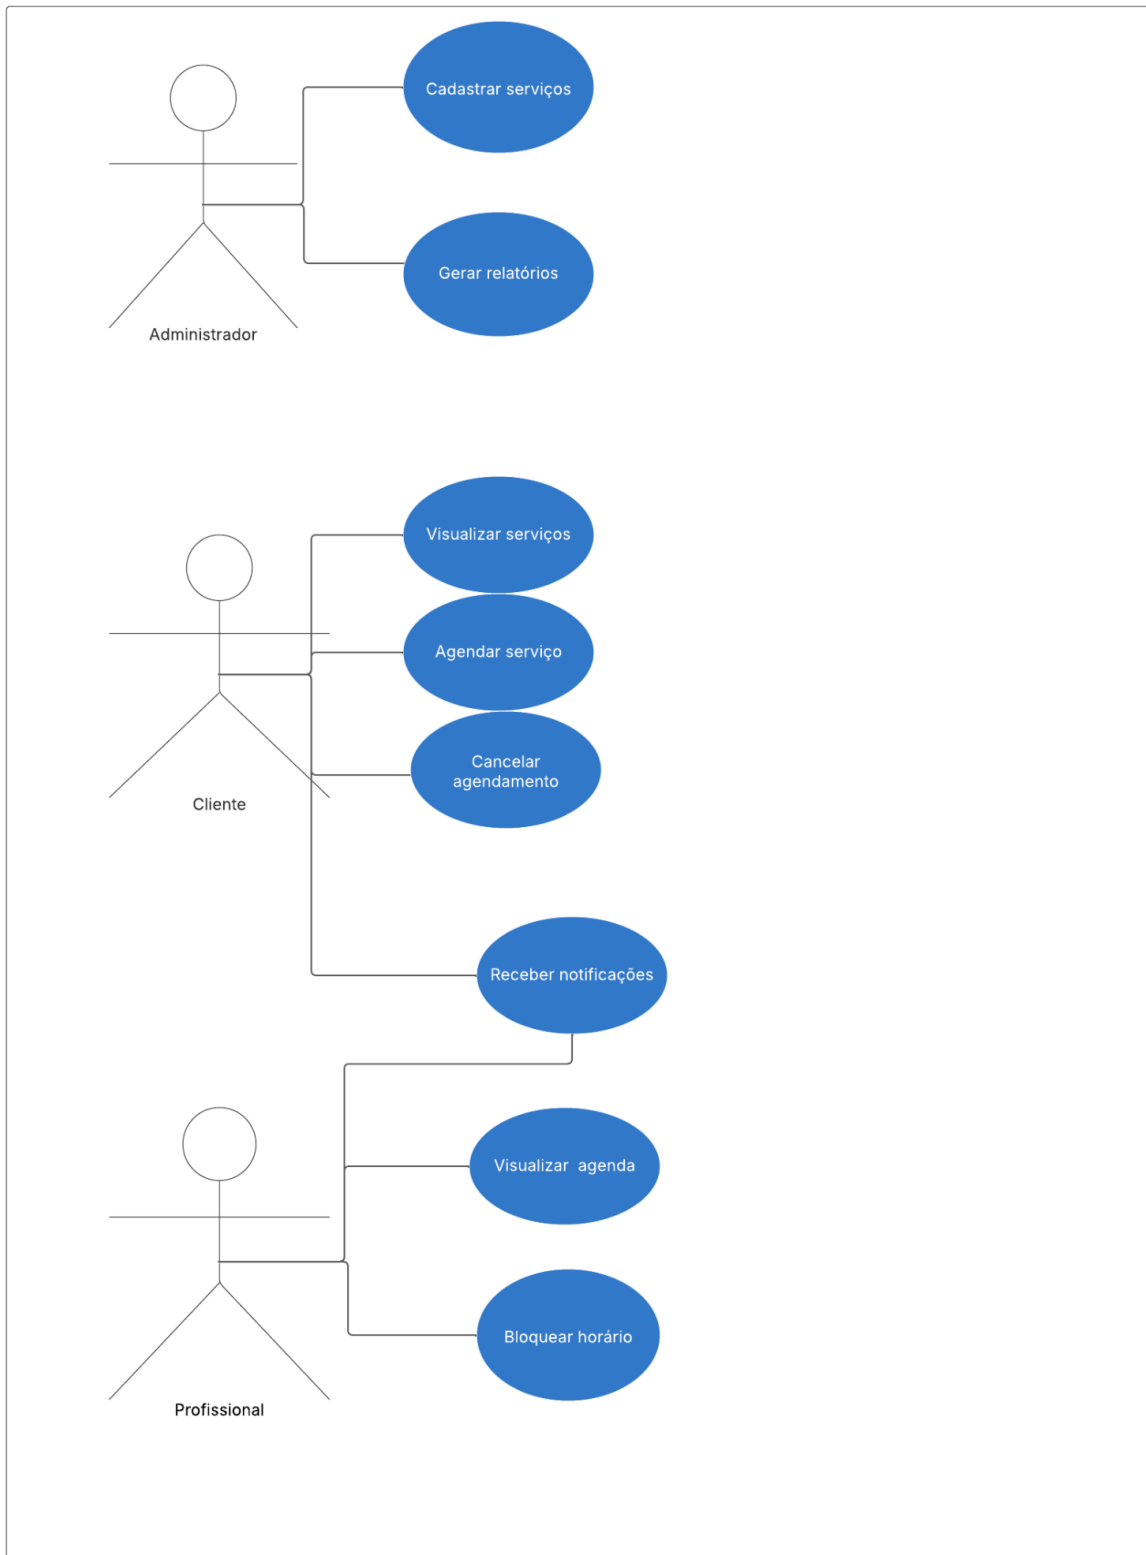 Cadastrar serviços
Gerar relatórios
Administrador
Visualizar serviços
Agendar serviço
Cancelar
agendamento
Cliente
Receber notificações
Visualizar agenda
Bloquear horário
Profissional